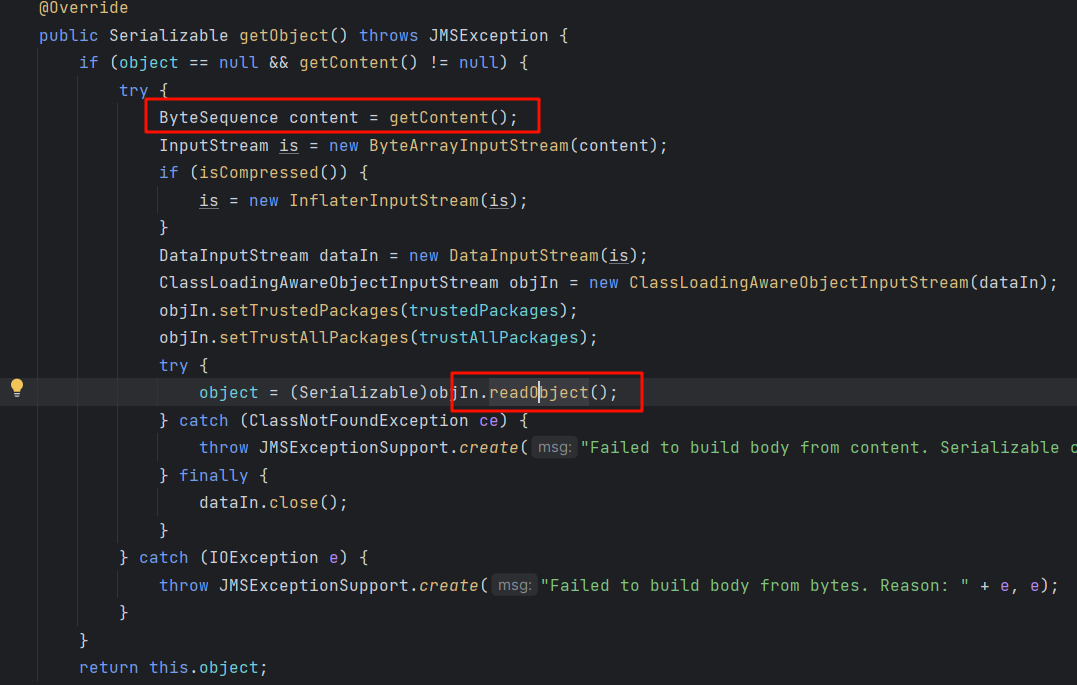 @Override
public Serializable getObject() throws JMSException {
if (object == null && getContent() != null) {
try {
ByteSequence content = getContent();
InputStream is = new ByteArrayInputStream(content);
if (isCompressed()) {
is = new InflaterInputStream(is);
}
DataInputStream dataIn = new DataInputStream(is);
ClassLoadingAwareObjectInputStream objIn = new ClassLoadingAwareObjectInputStream(dataIn);
objIn.setTrustedPackages(trustedPackages);
objIn.setTrustAllPackages(trustAllPackages);
try {
object = (Serializable)objIn.readObject();
} catch (ClassNotFoundException ce) {
throw JMSExceptionSupport.create( msg: "Failed to build body from content. Serializable
} finally {
dataIn.close();
}
} catch (IOException e) {
throw JMSExceptionSupport.create( msg: "Failed to build body from bytes. Reason: " + e, e);
}
}
return this.object;